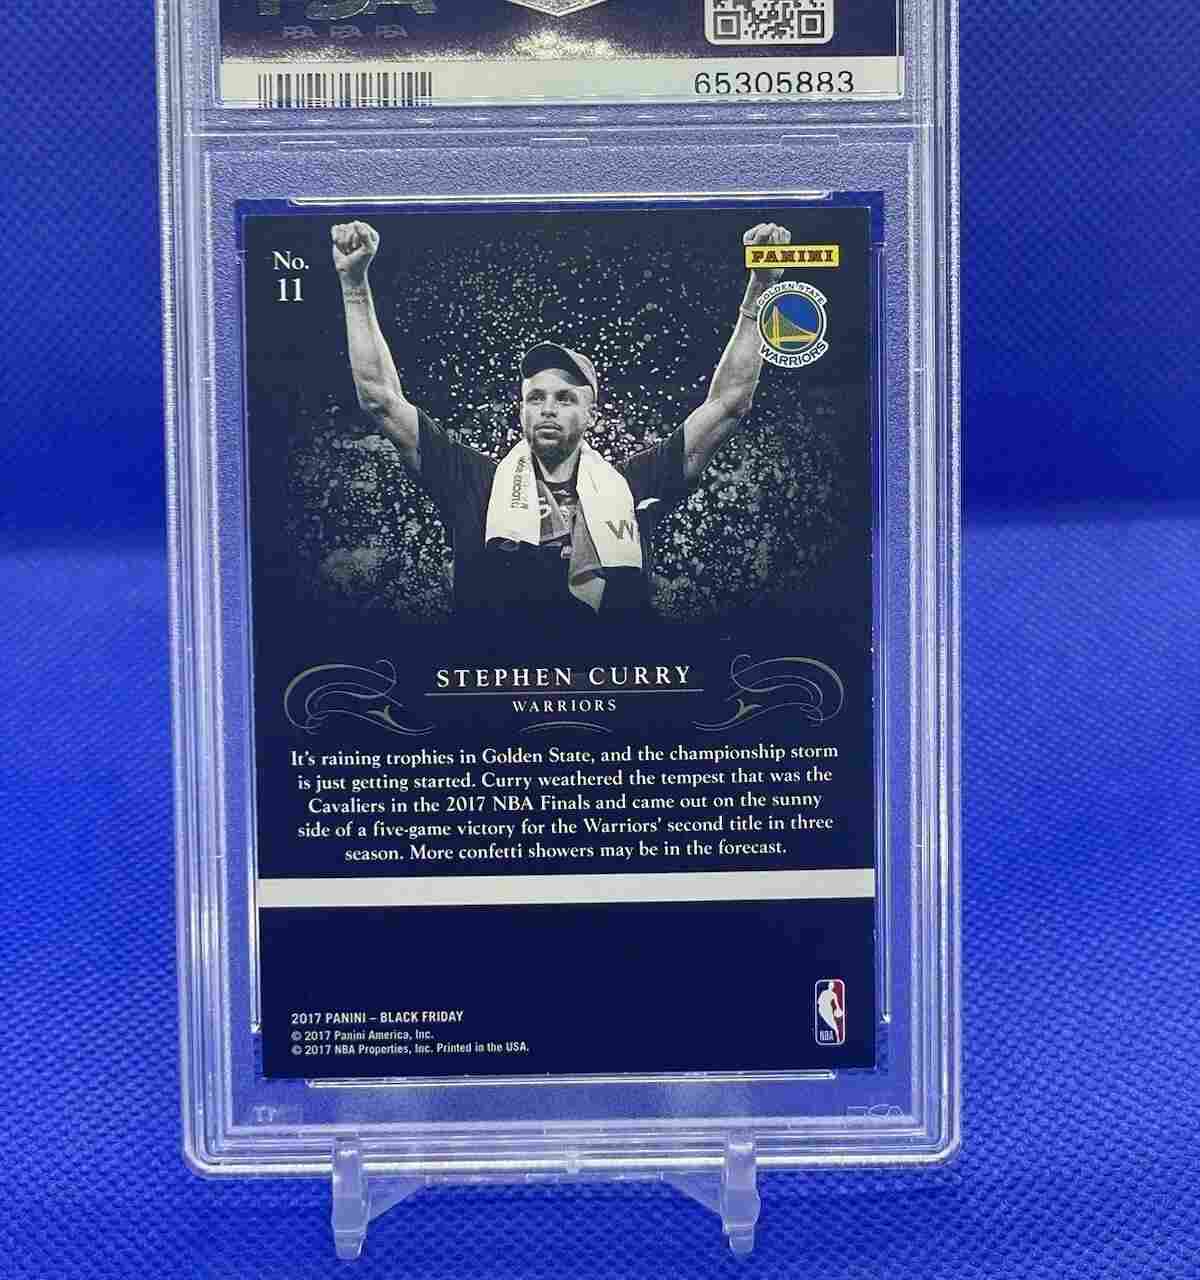 PSA PSA PSA
65305883
No.
11
PANINI
GOLDEN STATE
WARRIORS
STEPHEN CURRY
WARRIORS
It's raining trophies in Golden State, and the championship storm
is just getting started. Curry weathered the tempest that was the
Cavaliers in the 2017 NBA Finals and came out on the sunny
side of a five-game victory for the Warriors' second title in three
season. More confetti showers may be in the forecast.
2017 PANINI – BLACK FRIDAY
© 2017 Panini America, Inc.
© 2017 NBA Properties, Inc. Printed in the USA.
NBA
PSA